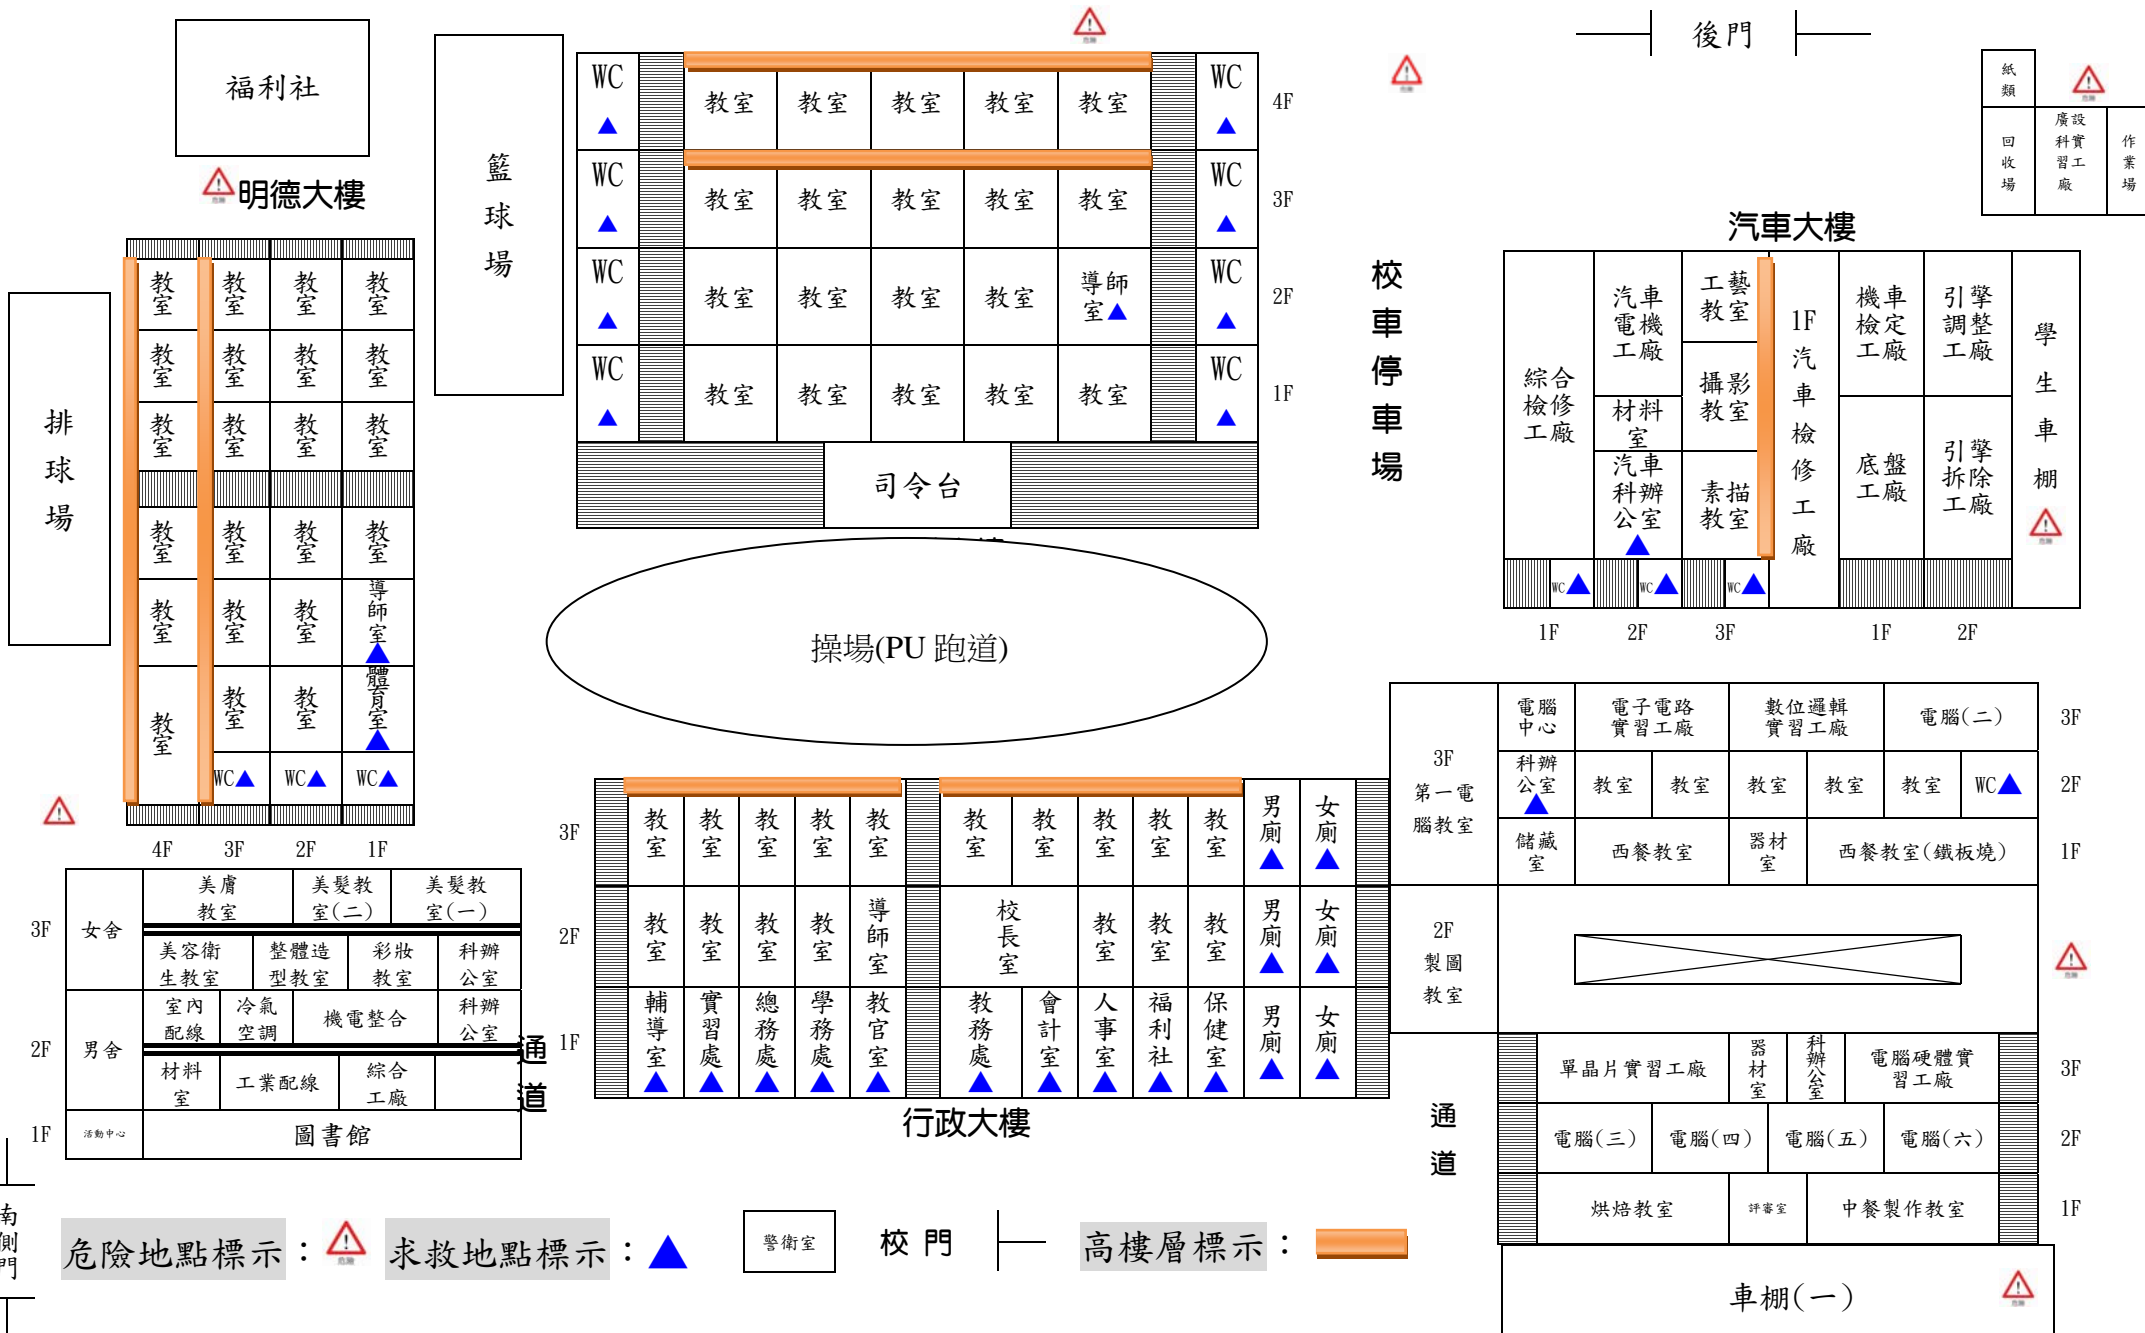 後門
福利社
紙類
廣設科實習工廠
回收場
作業場
明德大樓
籃球場
WC 教室 教室 教室 教室 教室 WC 4F
WC 教室 教室 教室 教室 教室 WC 3F
WC 教室 教室 教室 教室 導師室 WC 2F
WC 教室 教室 教室 教室 教室 WC 1F
司令台
校車停車場
排球場
教室 教室 教室 教室
教室 教室 教室 教室
教室 教室 教室 教室
教室 教室 教室 教室
教室 教室 教室 導師室
教室 教室 教室 體育室
WC WC WC
4F 3F 2F 1F
汽車大樓
綜合檢修工廠
汽車電機工廠
材料室
汽車科辦公室
工藝教室
攝影教室
素描教室
1F汽車檢修工廠
機車檢定工廠
底盤工廠
引擎調整工廠
引擎拆除工廠
學生車棚
WC WC WC
1F 2F 3F 1F 2F
操場(PU 跑道)
3F 教室 教室 教室 教室 教室 教室 教室 教室 教室 教室 男廁 女廁
2F 教室 教室 教室 教室 導師室 校長室 教室 教室 教室 男廁 女廁
1F 輔導室 實習處 總務處 學務處 教官室 教務處 會計室 人事室 福利社 保健室 男廁 女廁
行政大樓
3F
第一電腦教室
2F
製圖教室
電腦中心 電子電路實習工廠 數位邏輯實習工廠 電腦(二) 3F
科辦公室 教室 教室 教室 教室 教室 WC 2F
儲藏室 西餐教室 器材室 西餐教室(鐵板燒) 1F
單晶片實習工廠 器材室 科辦公室 電腦硬體實習工廠 3F
電腦(三) 電腦(四) 電腦(五) 電腦(六) 2F
烘焙教室 評審室 中餐製作教室 1F
車棚(一)
通道
3F 女舍
美膚教室 美髮教室(二) 美髮教室(一)
美容衛生教室 整體造型教室 彩妝教室 科辦公室
2F 男舍
室內配線 冷氣空調 機電整合 科辦公室
材料室 工業配線 綜合工廠
1F 活動中心 圖書館
通道
南側門
危險地點標示：
危險
求救地點標示：
警衛室
校 門
高樓層標示：